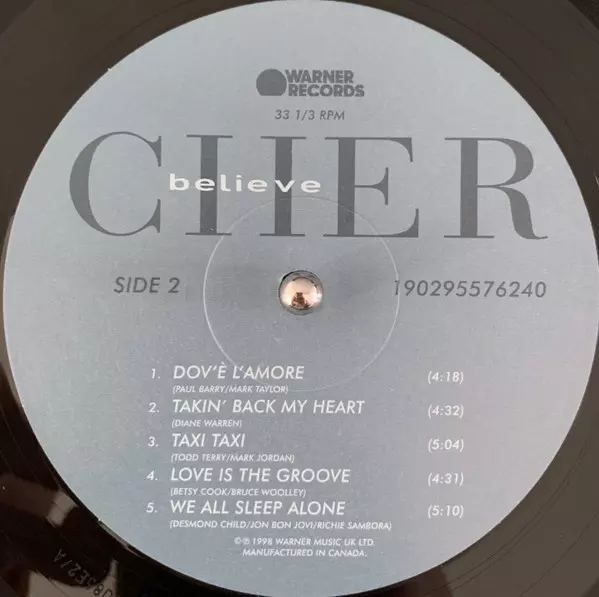 WARNER
RECORDS
33 1/3 RPM
CHER
believe
SIDE 2
190295576240
1. DOV'È L'AMORE (4:18)
(PAUL BARRY/MARK TAYLOR)
2. TAKIN' BACK MY HEART (4:32)
(DIANE WARREN)
3. TAXI TAXI (5:04)
(TODD TERRY/MARK JORDAN)
4. LOVE IS THE GROOVE (4:31)
(BETSY COOK/BRUCE WOOLLEY)
5. WE ALL SLEEP ALONE (5:10)
(DESMOND CHILD/JON BON JOVI/RICHIE SAMBORA)
©℗ 1998 WARNER MUSIC UK LTD.
MANUFACTURED IN CANADA.